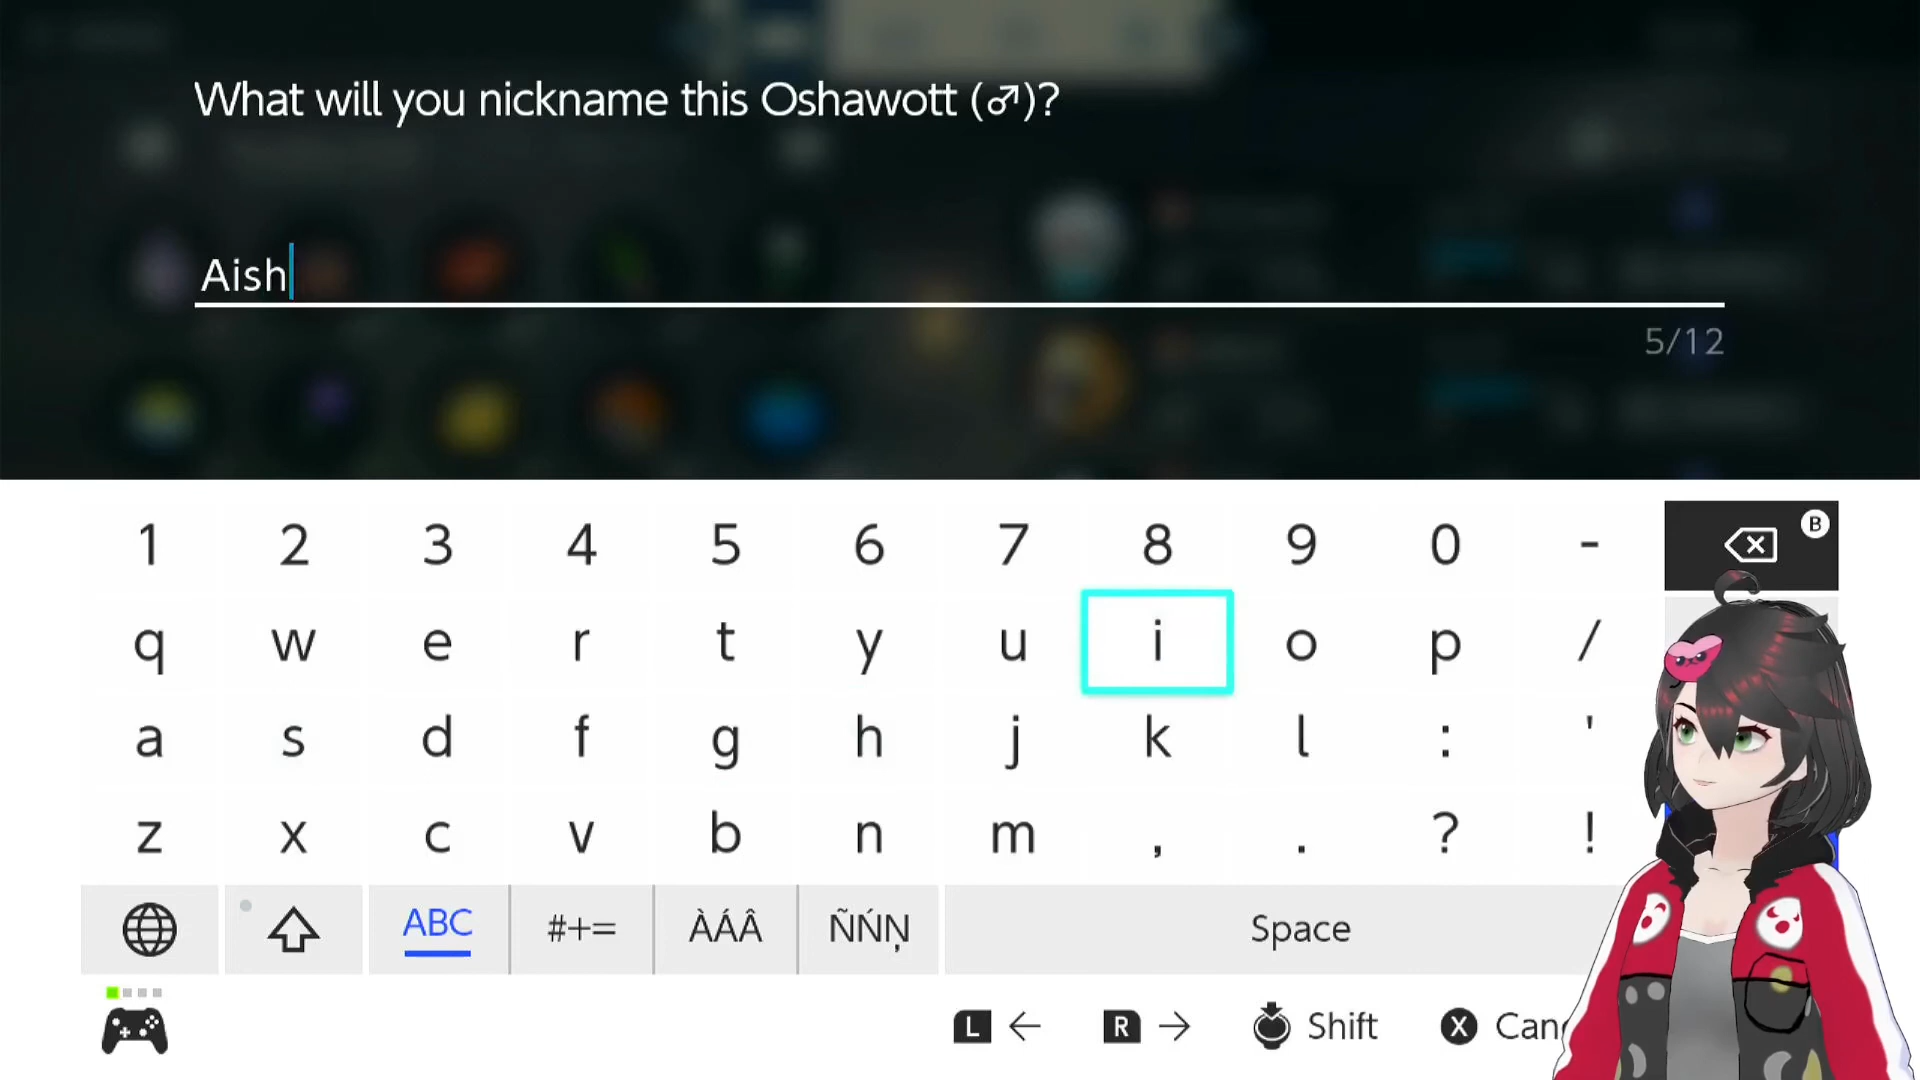 What will you nickname this Oshawott (♂)?
Aish
5/12
1 2 3 4 5 6 7 8 9 0 -
B
q w e r t y u i o p /
a s d f g h j k l : '
z x c v b n m , . ? !
ABC #+= ÀÁÂ ÑŃŅ Space
L ← R → Shift X Canc